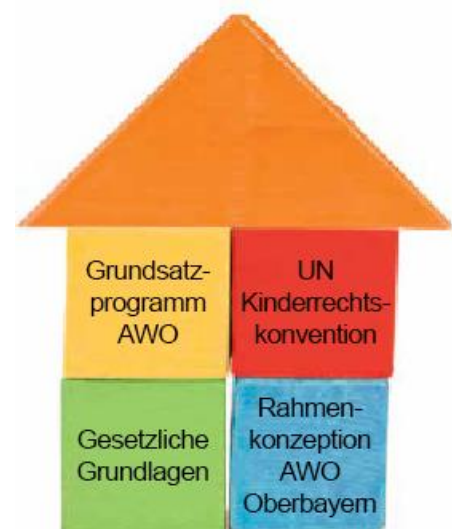 Grundsatz-
programm
AWO
UN
Kinderrechts-
konvention
Gesetzliche
Grundlagen
Rahmen-
konzeption
AWO
Oberbayern